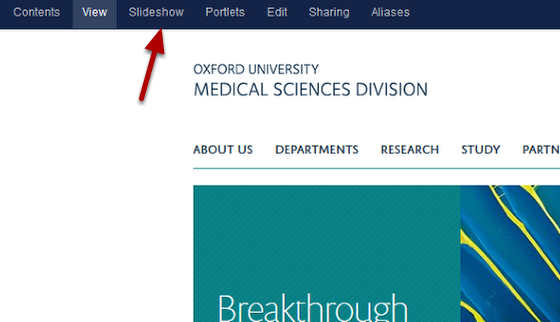 Contents View Slideshow Portlets Edit Sharing Aliases
OXFORD UNIVERSITY
MEDICAL SCIENCES DIVISION
ABOUT US DEPARTMENTS RESEARCH STUDY PARTN
Breakthrough